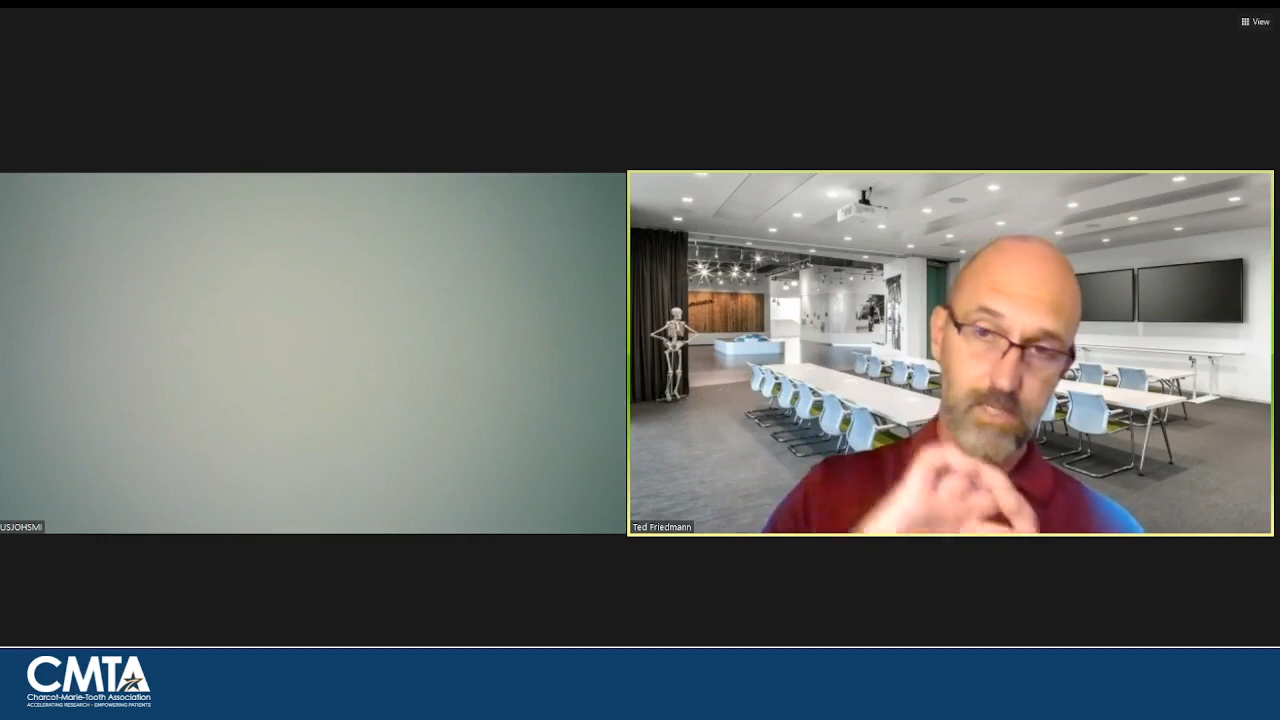 View
USJOHSMI
Ted Friedmann
CMTA
Charcot-Marie-Tooth Association
ACCELERATING RESEARCH • EMPOWERING PATIENTS